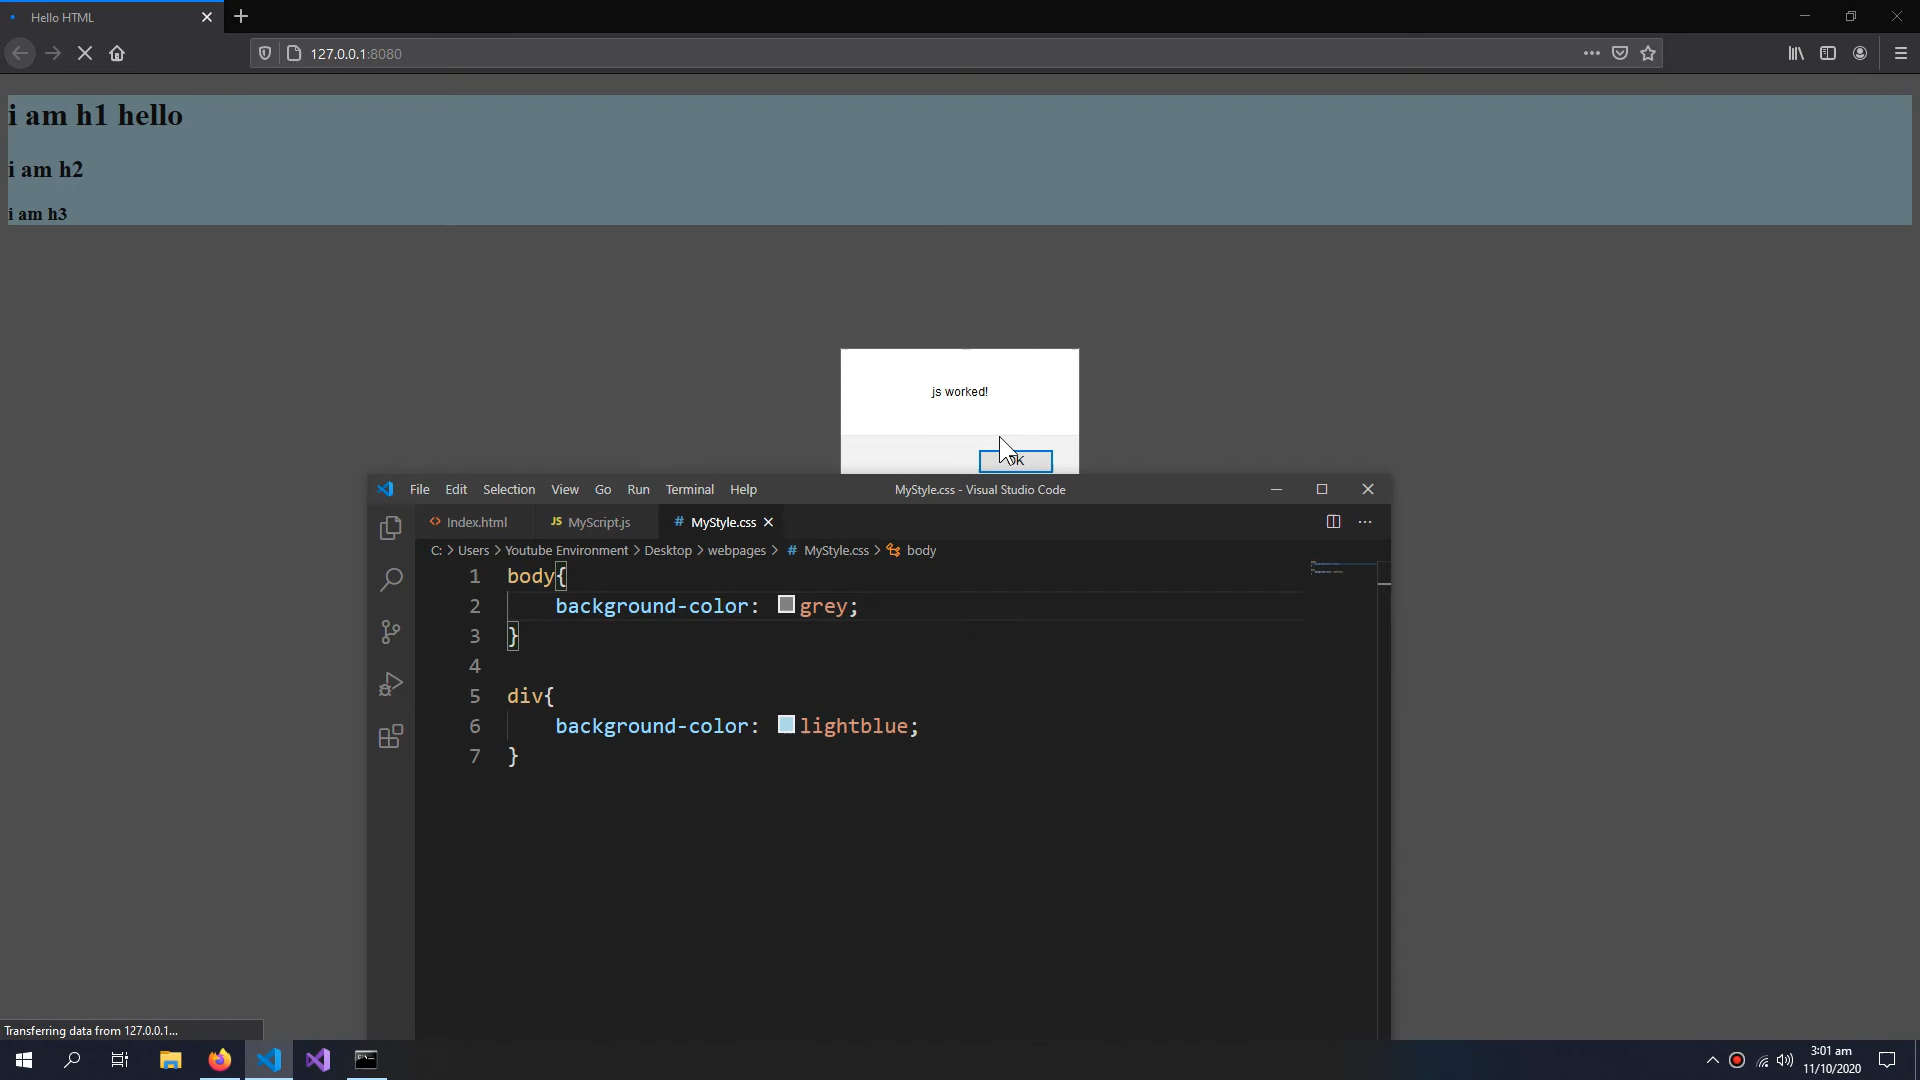 Hello HTML
127.0.0.1:8080
i am h1 hello
i am h2
i am h3
js worked!
File Edit Selection View Go Run Terminal Help
MyStyle.css - Visual Studio Code
Index.html
JS MyScript.js
# MyStyle.css
C: > Users > Youtube Environment > Desktop > webpages > # MyStyle.css > body
1 body{
2 background-color: grey;
3 }
4
5 div{
6 background-color: lightblue;
7 }
Transferring data from 127.0.0.1...
3:01 am
11/10/2020